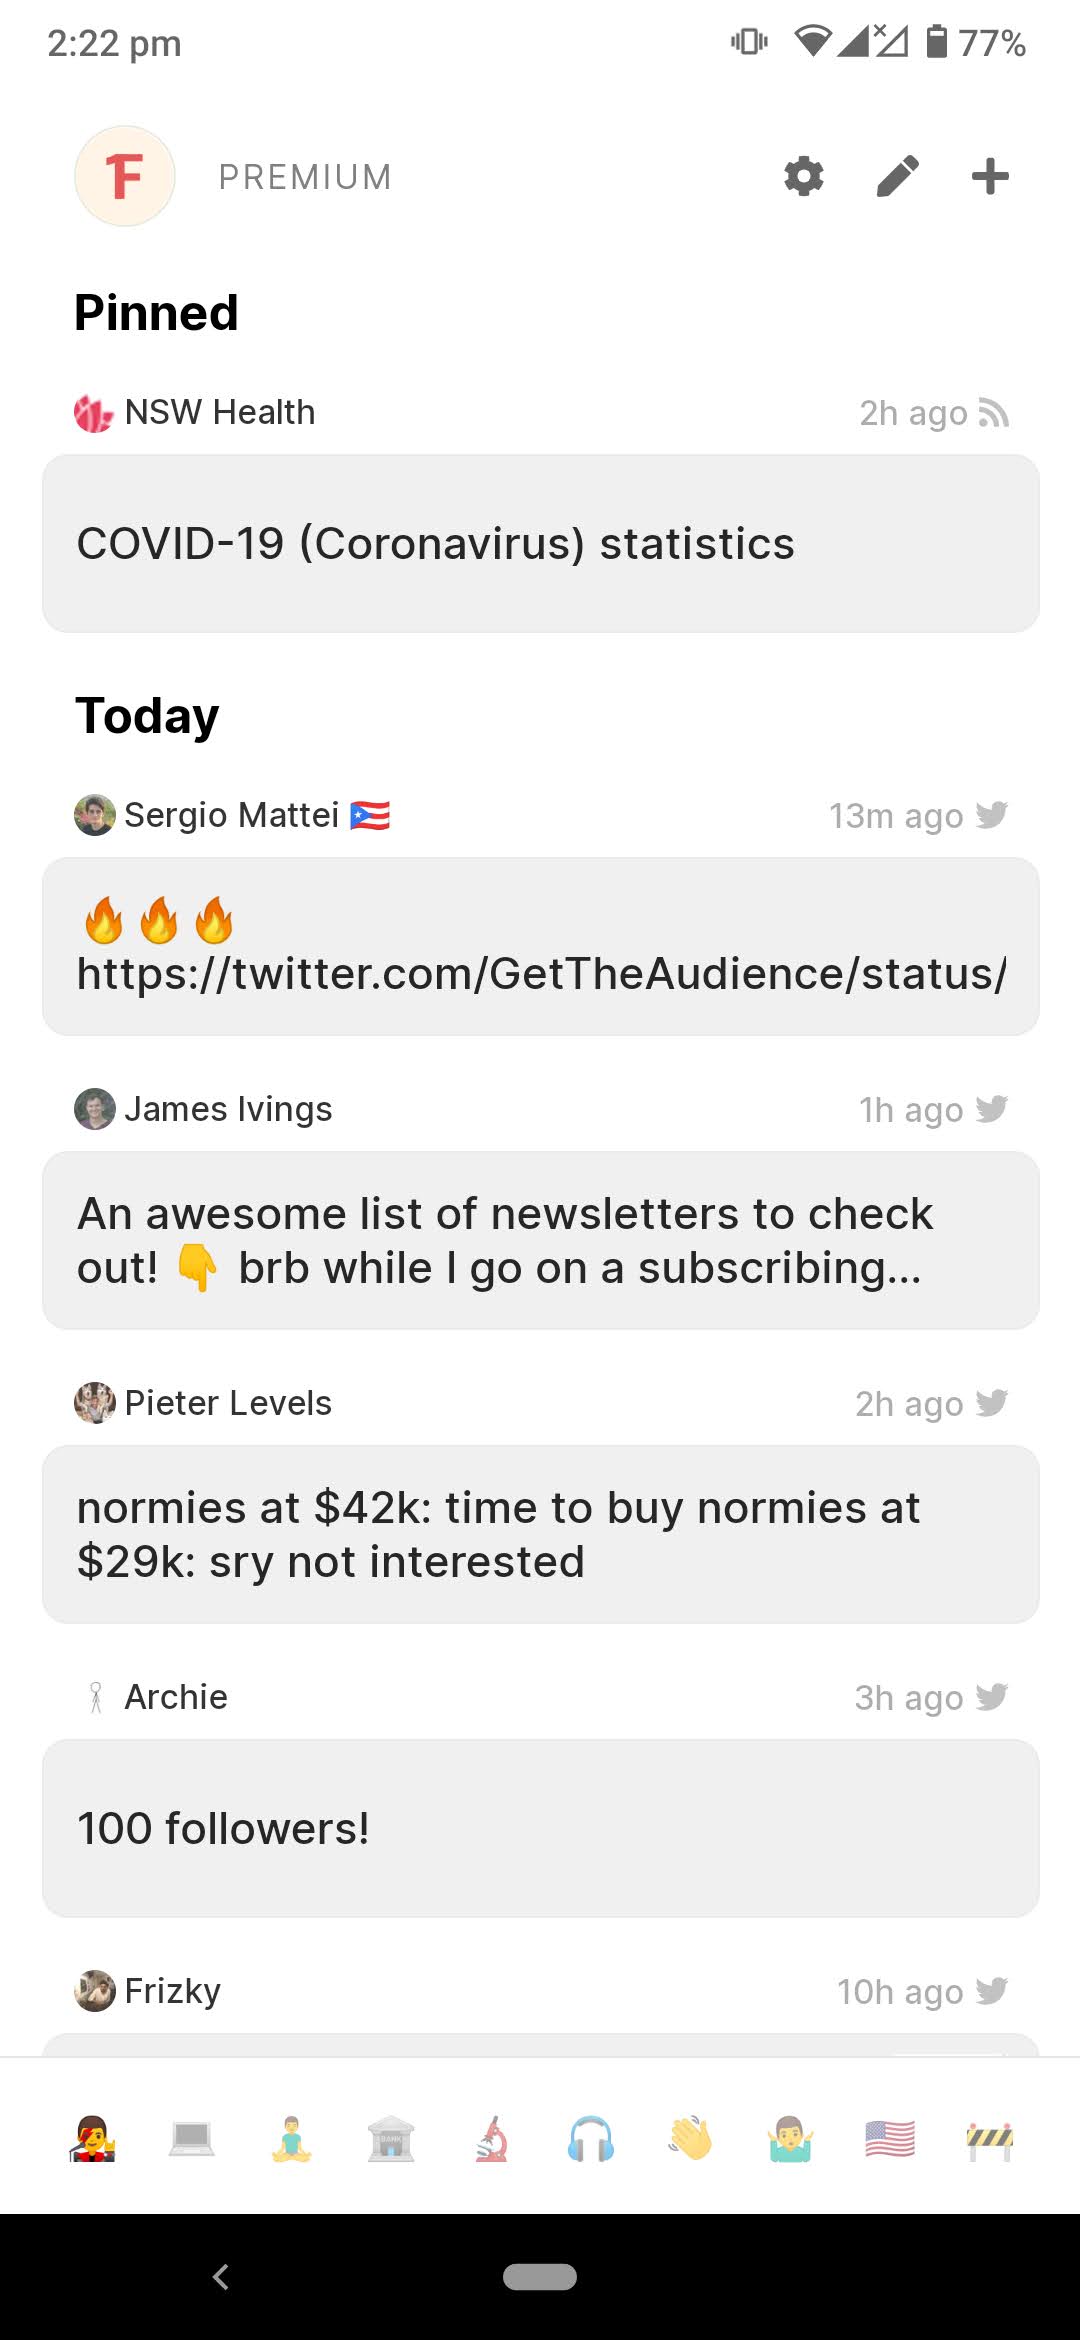 2:22 pm 77%
PREMIUM
Pinned
NSW Health 2h ago
COVID-19 (Coronavirus) statistics
Today
Sergio Mattei 🇵🇷 13m ago
🔥🔥🔥
https://twitter.com/GetTheAudience/status/
James Ivings 1h ago
An awesome list of newsletters to check
out! 👇 brb while I go on a subscribing...
Pieter Levels 2h ago
normies at $42k: time to buy normies at
$29k: sry not interested
Archie 3h ago
100 followers!
Frizky 10h ago